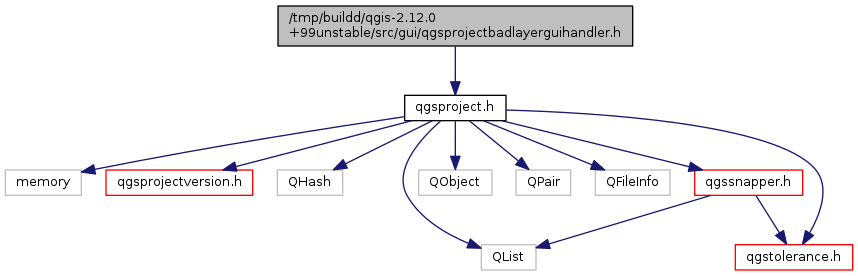 /tmp/buildd/qgis-2.12.0
+99unstable/src/gui/qgsprojectbadlayerguihandler.h
qgsproject.h
memory
qgsprojectversion.h
QHash
QObject
QPair
QFileInfo
qgssnapper.h
QList
qgstolerance.h